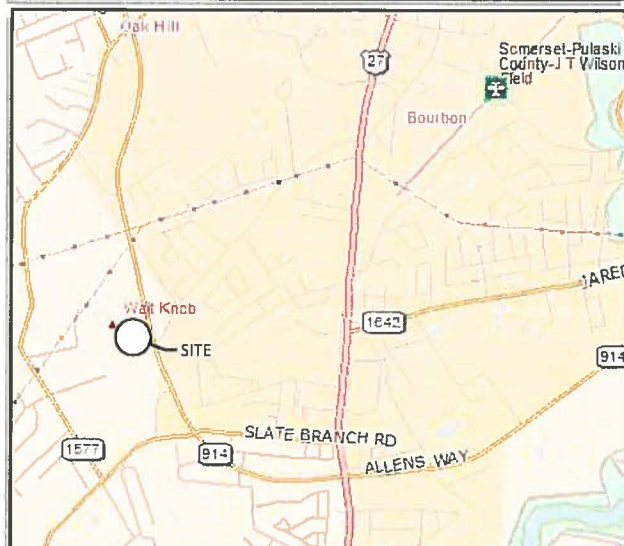 Oak Hill
Somerset-Pulaski
County-J T Wilson
Field
27
Bourbon
JARED
Wait Knob
1642
SITE
914
SLATE BRANCH RD
1577
914
ALLENS WAY